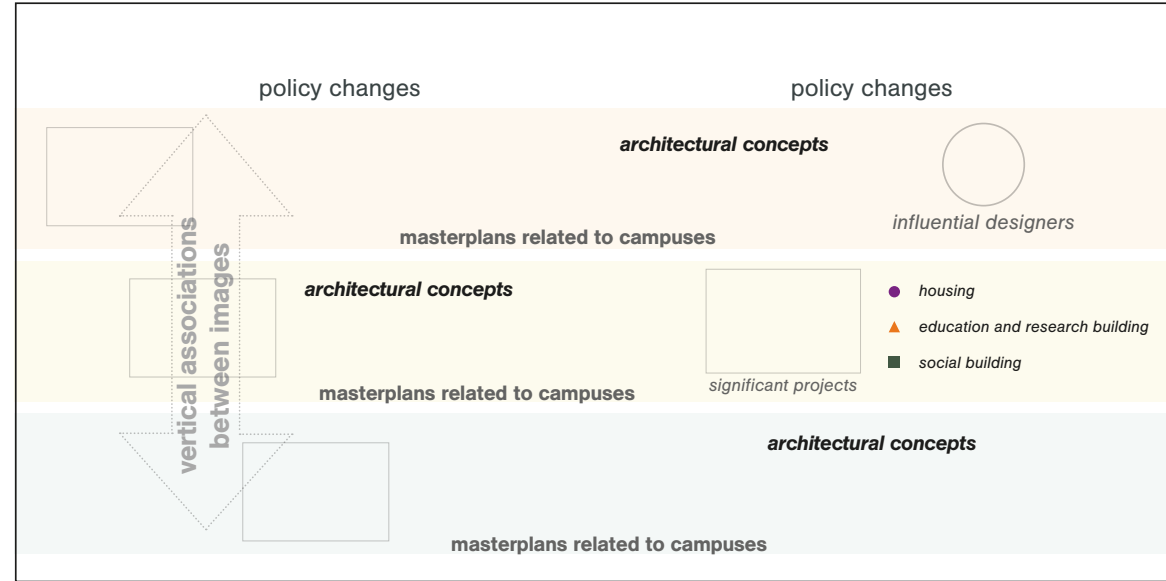 policy changes
policy changes
architectural concepts
influential designers
masterplans related to campuses
vertical associations
between images
architectural concepts
housing
education and research building
social building
significant projects
masterplans related to campuses
architectural concepts
masterplans related to campuses